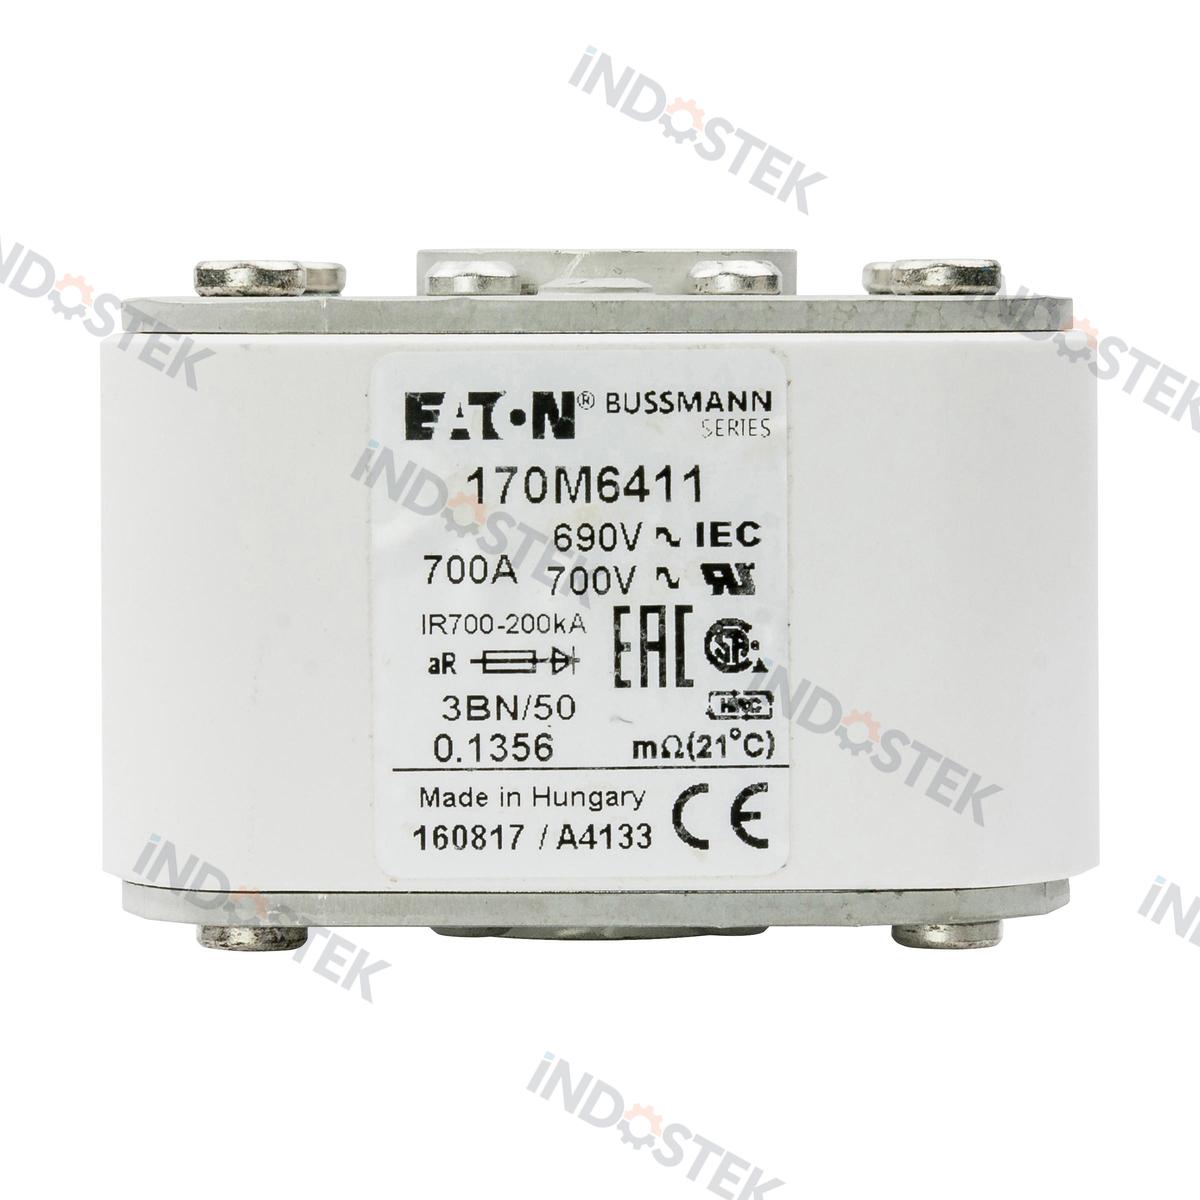 EATON® BUSSMANN
SERIES
170M6411
690V ~ IEC
700A 700V ~
IR700-200kA EAC
aR
3BN/50
0.1356 mΩ(21°C)
Made in Hungary CE
160817 / A4133
iNDOSTEK
iNDOSTEK
iNDOSTEK
iNDOSTEK
iNDOSTEK
iNDOSTEK